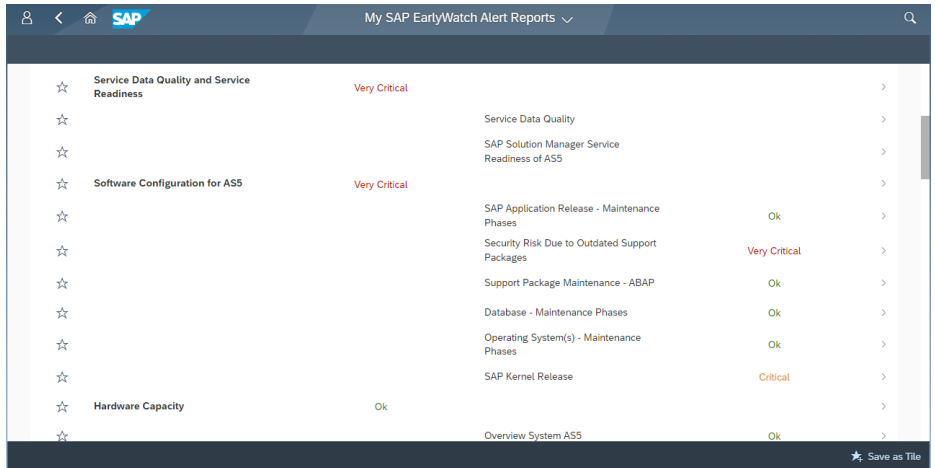 SAP
My SAP EarlyWatch Alert Reports
Service Data Quality and Service
Readiness
Very Critical
Service Data Quality
SAP Solution Manager Service
Readiness of AS5
Software Configuration for AS5
Very Critical
SAP Application Release - Maintenance
Phases
Ok
Security Risk Due to Outdated Support
Packages
Very Critical
Support Package Maintenance - ABAP
Ok
Database - Maintenance Phases
Ok
Operating System(s) - Maintenance
Phases
Ok
SAP Kernel Release
Critical
Hardware Capacity
Ok
Overview System AS5
Ok
Save as Tile